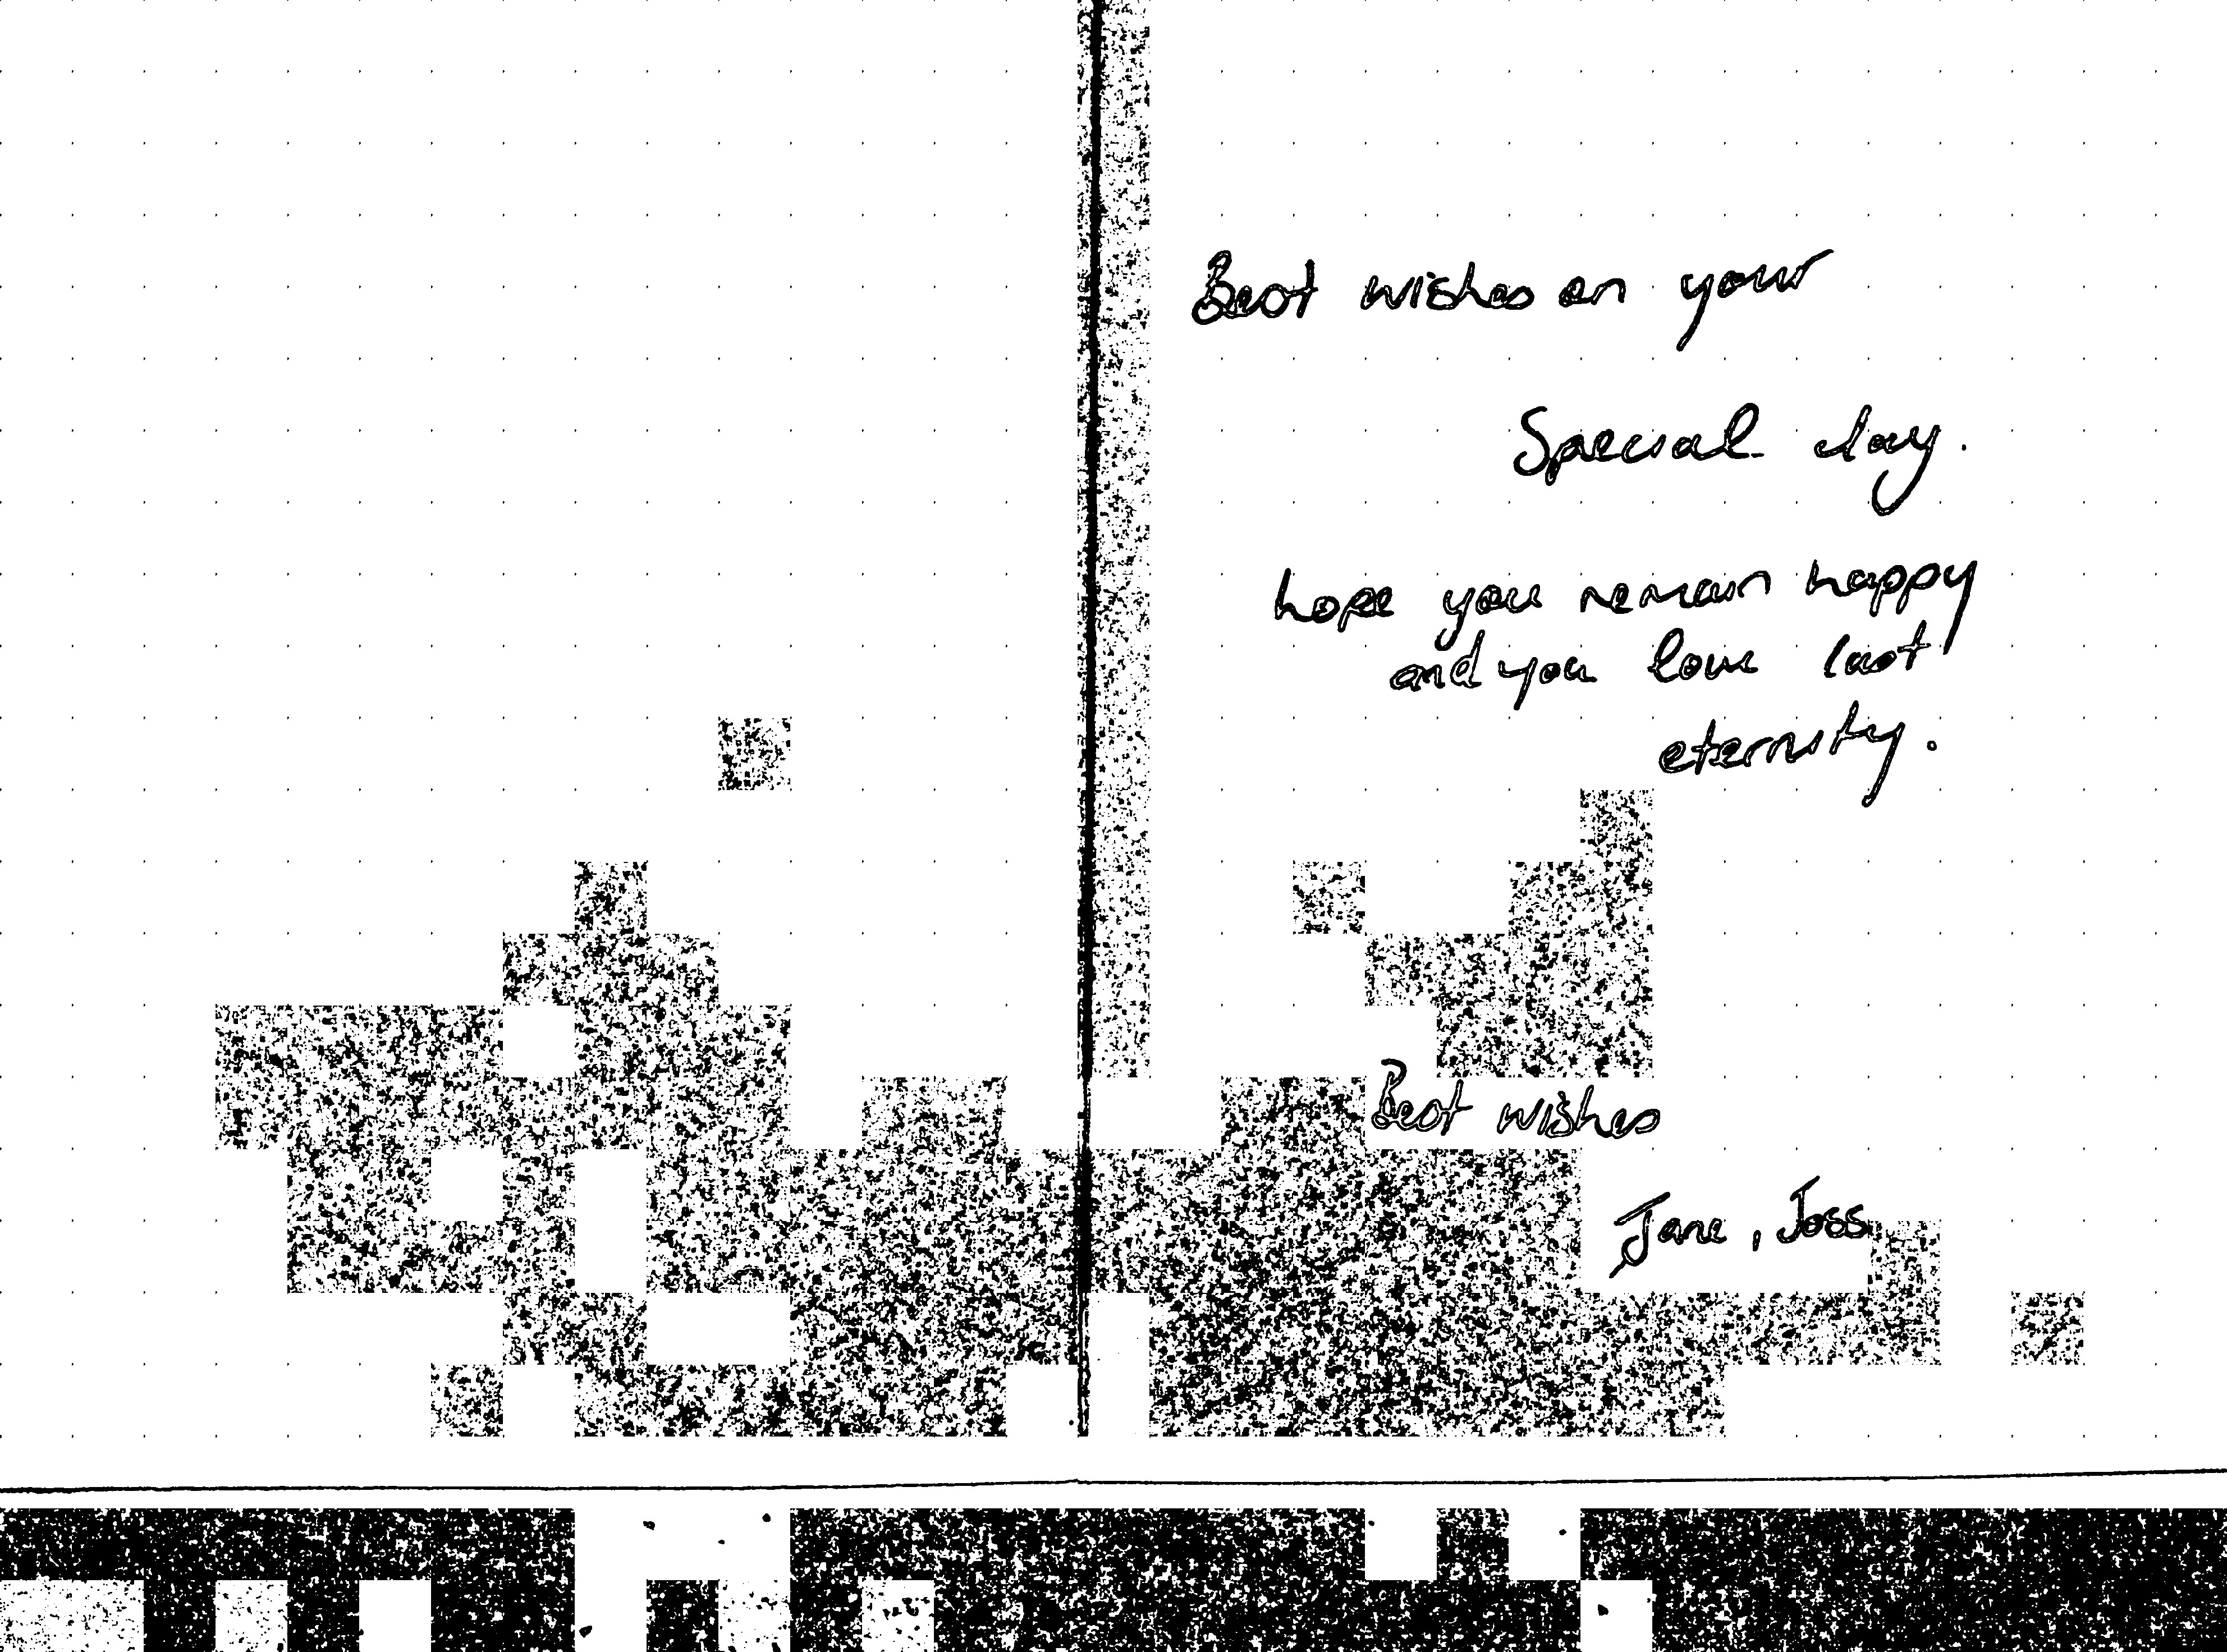 Best wishes on your
Special day.
hope you remain happy
and you love last
eternity.
Best wishes
Jane, Joss